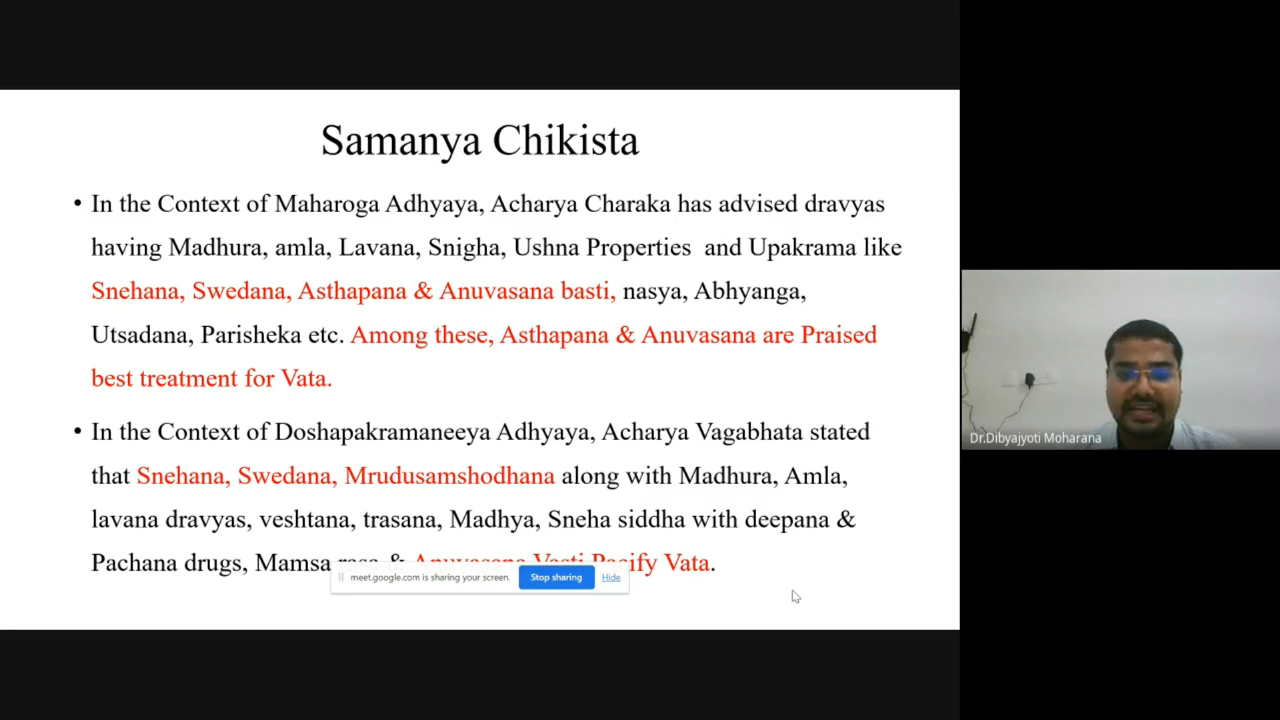 Samanya Chikista
• In the Context of Maharoga Adhyaya, Acharya Charaka has advised dravyas
having Madhura, amla, Lavana, Snigha, Ushna Properties and Upakrama like
Snehana, Swedana, Asthapana & Anuvasana basti, nasya, Abhyanga,
Utsadana, Parisheka etc. Among these, Asthapana & Anuvasana are Praised
best treatment for Vata.
• In the Context of Doshapakramaneeya Adhyaya, Acharya Vagabhata stated
that Snehana, Swedana, Mrudusamshodhana along with Madhura, Amla,
lavana dravyas, veshtana, trasana, Madhya, Sneha siddha with deepana &
Pachana drugs, Mamsa rasa & Anuvasana Vasti Pacify Vata.
meet.google.com is sharing your screen. Stop sharing Hide
Dr.Dibyajyoti Moharana